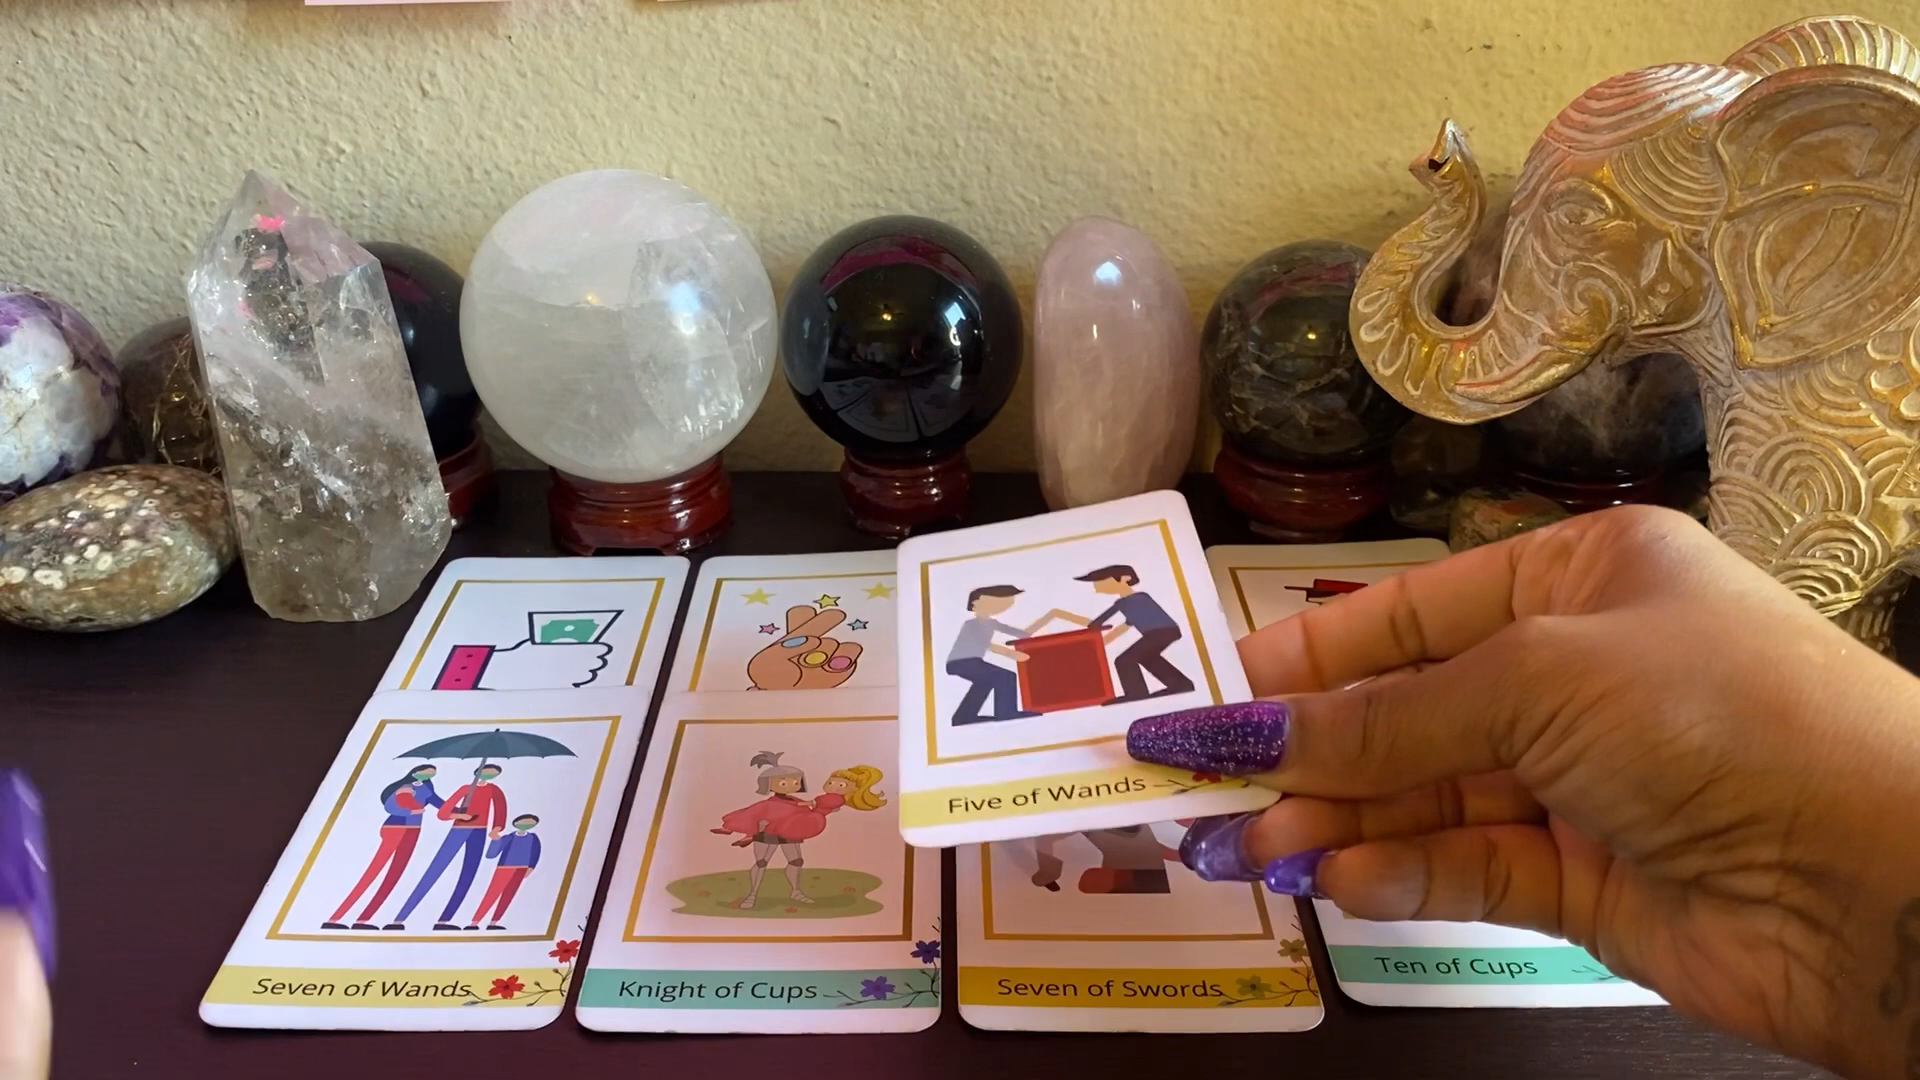 Five of Wands
Seven of Wands
Knight of Cups
Seven of Swords
Ten of Cups